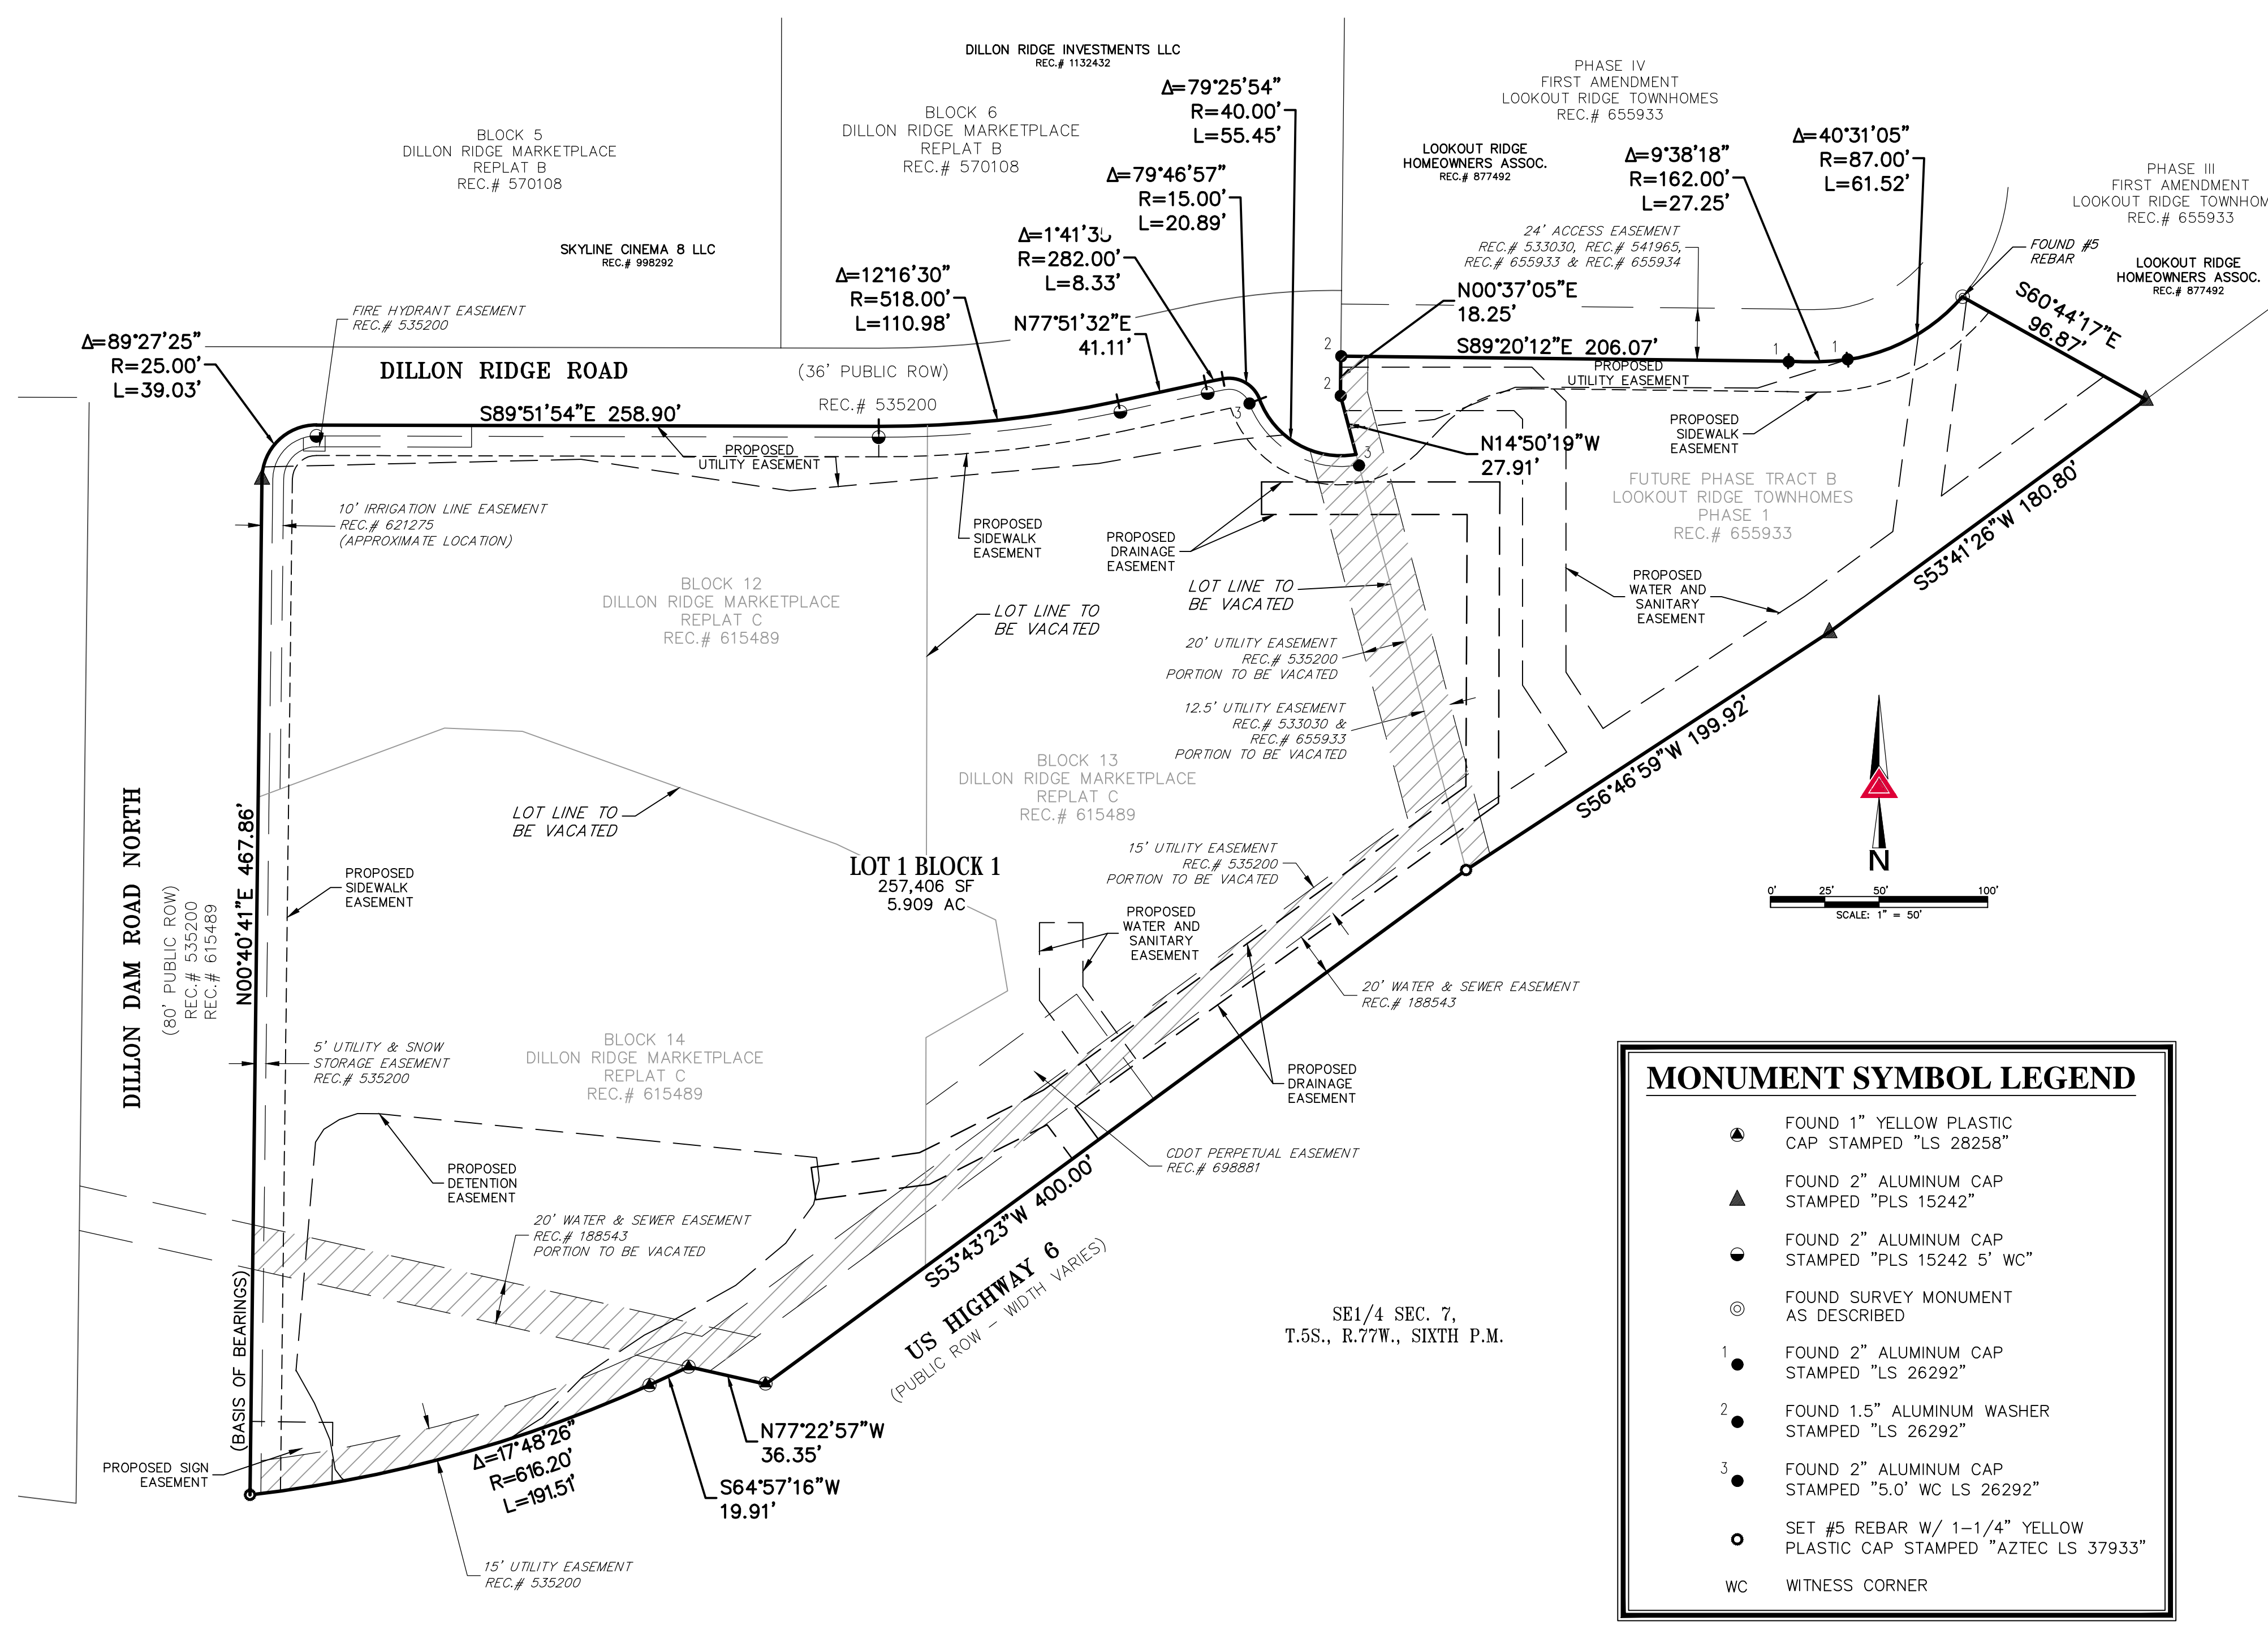 DILLON RIDGE INVESTMENTS LLC
REC.# 1132432
BLOCK 5
DILLON RIDGE MARKETPLACE
REPLAT B
REC.# 570108
BLOCK 6
DILLON RIDGE MARKETPLACE
REPLAT B
REC.# 570108
SKYLINE CINEMA 8 LLC
REC.# 998292
PHASE IV
FIRST AMENDMENT
LOOKOUT RIDGE TOWNHOMES
REC.# 655933
LOOKOUT RIDGE
HOMEOWNERS ASSOC.
REC.# 877492
PHASE III
FIRST AMENDMENT
LOOKOUT RIDGE
REC.# 655933
LOOKOUT RIDGE
HOMEOWNERS ASSOC.
REC.# 877492
Δ=89°27'25"
R=25.00'
L=39.03'
FIRE HYDRANT EASEMENT
REC.# 535200
DILLON RIDGE ROAD
(36' PUBLIC ROW)
REC.# 535200
S89°51'54"E 258.90'
Δ=12°16'30"
R=518.00'
L=110.98'
N77°51'32"E
41.11'
R=282.00'
L=8.33'
Δ=79°46'57"
R=15.00'
L=20.89'
Δ=79°25'54"
R=40.00'
L=55.45'
N00°37'05"E
18.25'
24' ACCESS EASEMENT
REC.# 533030, REC.# 541965,
REC.# 655933 & REC.# 655934
Δ=9°38'18"
R=162.00'
L=27.25'
Δ=40°31'05"
R=87.00'
L=61.52'
FOUND #5
REBAR
S60°44'17"E
96.87'
2
S89°20'12"E 206.07'
1
1
2
3
3
PROPOSED
UTILITY EASEMENT
PROPOSED
UTILITY EASEMENT
N14°50'19"W
27.91'
PROPOSED
SIDEWALK
EASEMENT
10' IRRIGATION LINE EASEMENT
REC.# 621275
(APPROXIMATE LOCATION)
PROPOSED
SIDEWALK
EASEMENT
PROPOSED
DRAINAGE
EASEMENT
FUTURE PHASE TRACT B
LOOKOUT RIDGE TOWNHOMES
PHASE 1
REC.# 655933
S53°41'26"W 180.80'
BLOCK 12
DILLON RIDGE MARKETPLACE
REPLAT C
REC.# 615489
LOT LINE TO
BE VACATED
LOT LINE TO
BE VACATED
PROPOSED
WATER AND
SANITARY
EASEMENT
20' UTILITY EASEMENT
REC.# 535200
PORTION TO BE VACATED
12.5' UTILITY EASEMENT
REC.# 533030 &
REC.# 655933
PORTION TO BE VACATED
S56°46'59"W 199.92'
BLOCK 13
DILLON RIDGE MARKETPLACE
REPLAT C
REC.# 615489
LOT LINE TO
BE VACATED
LOT 1 BLOCK 1
257,406 SF
5.909 AC
15' UTILITY EASEMENT
REC.# 535200
PORTION TO BE VACATED
DILLON DAM ROAD NORTH
(80' PUBLIC ROW)
REC.# 535200
REC.# 615489
N00°40'41"E 467.86'
(BASIS OF BEARINGS)
PROPOSED
SIDEWALK
EASEMENT
PROPOSED
WATER AND
SANITARY
EASEMENT
N
0' 25' 50' 100'
SCALE: 1" = 50'
20' WATER & SEWER EASEMENT
REC.# 188543
5' UTILITY & SNOW
STORAGE EASEMENT
REC.# 535200
BLOCK 14
DILLON RIDGE MARKETPLACE
REPLAT C
REC.# 615489
PROPOSED
DRAINAGE
EASEMENT
CDOT PERPETUAL EASEMENT
REC.# 698881
PROPOSED
DETENTION
EASEMENT
20' WATER & SEWER EASEMENT
REC.# 188543
PORTION TO BE VACATED
S53°43'23"W 400.00'
US HIGHWAY 6
(PUBLIC ROW - WIDTH VARIES)
SE1/4 SEC. 7,
T.5S., R.77W., SIXTH P.M.
PROPOSED SIGN
EASEMENT
Δ=17°48'26"
R=616.20'
L=191.51'
N77°22'57"W
36.35'
S64°57'16"W
19.91'
15' UTILITY EASEMENT
REC.# 535200
MONUMENT SYMBOL LEGEND
FOUND 1" YELLOW PLASTIC
CAP STAMPED "LS 28258"
FOUND 2" ALUMINUM CAP
STAMPED "PLS 15242"
FOUND 2" ALUMINUM CAP
STAMPED "PLS 15242 5' WC"
FOUND SURVEY MONUMENT
AS DESCRIBED
1 FOUND 2" ALUMINUM CAP
STAMPED "LS 26292"
2 FOUND 1.5" ALUMINUM WASHER
STAMPED "LS 26292"
3 FOUND 2" ALUMINUM CAP
STAMPED "5.0' WC LS 26292"
SET #5 REBAR W/ 1-1/4" YELLOW
PLASTIC CAP STAMPED "AZTEC LS 37933"
WC WITNESS CORNER